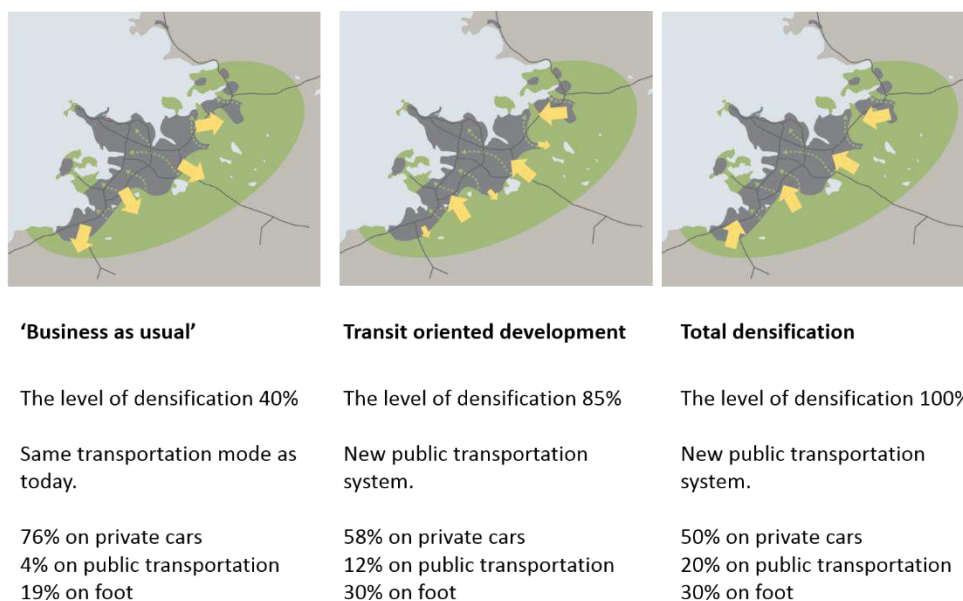 ‘Business as usual’
The level of densification 40%
Same transportation mode as
today.
76% on private cars
4% on public transportation
19% on foot
Transit oriented development
The level of densification 85%
New public transportation
system.
58% on private cars
12% on public transportation
30% on foot
Total densification
The level of densification 100%
New public transportation
system.
50% on private cars
20% on public transportation
30% on foot